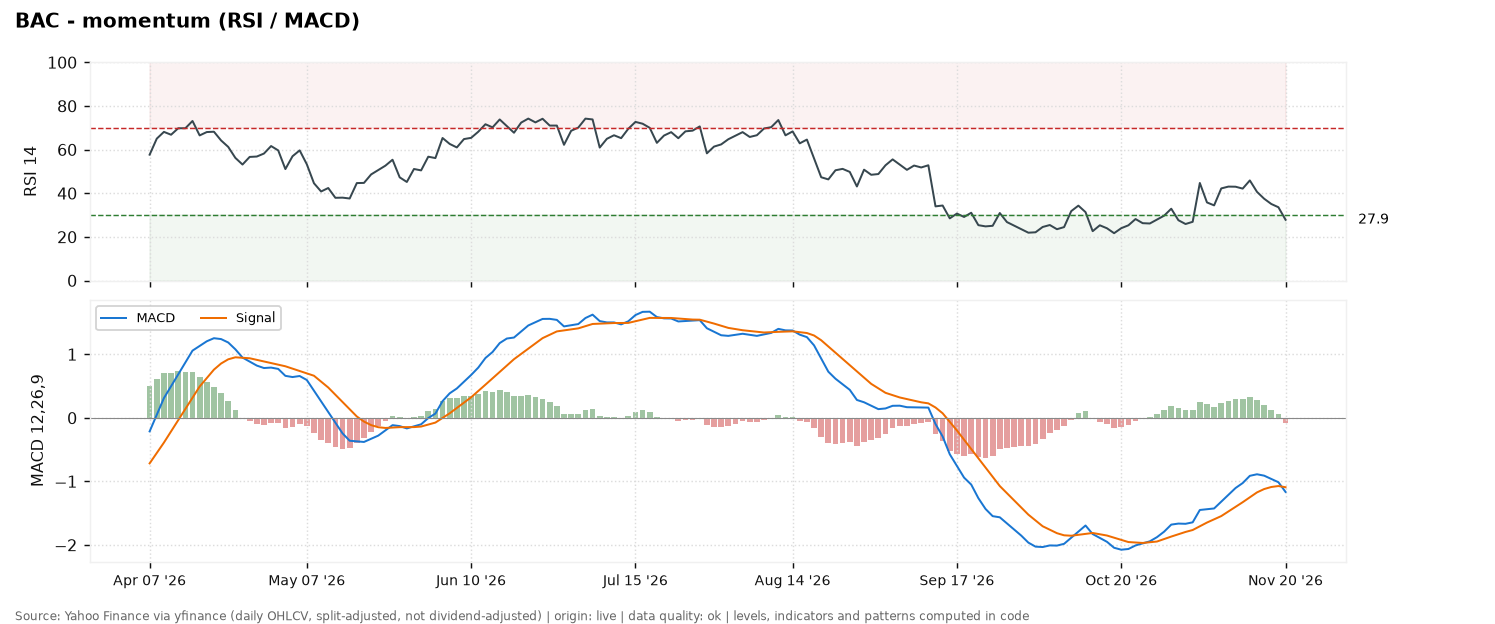 BAC - momentum (RSI / MACD)
100
80
60
40
20
0
RSI 14
27.9
MACD
Signal
1
0
−1
−2
MACD 12,26,9
Apr 07 '26
May 07 '26
Jun 10 '26
Jul 15 '26
Aug 14 '26
Sep 17 '26
Oct 20 '26
Nov 20 '26
Source: Yahoo Finance via yfinance (daily OHLCV, split-adjusted, not dividend-adjusted) | origin: live | data quality: ok | levels, indicators and patterns computed in code